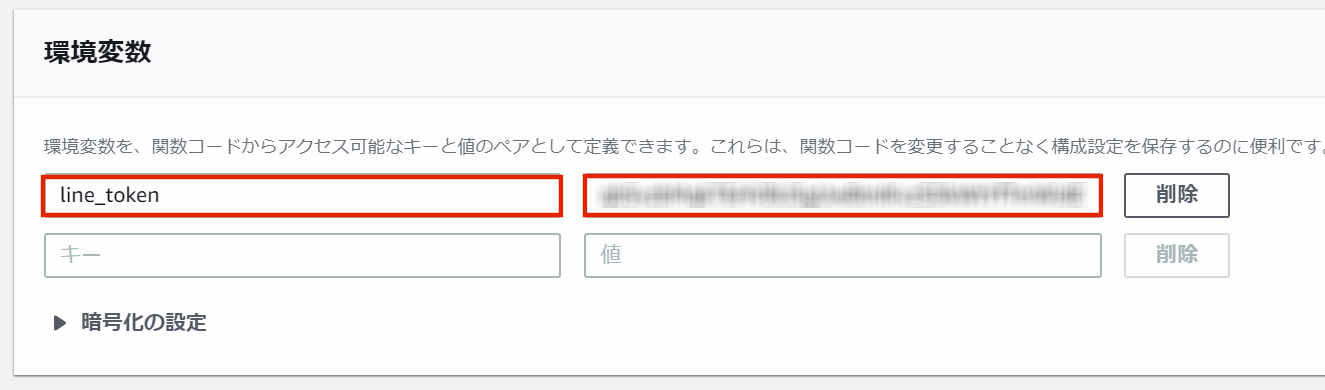 環境変数
環境変数を、関数コードからアクセス可能なキーと値のペアとして定義できます。これらは、関数コードを変更することなく構成設定を保存するのに便利です。
line_token 削除
キー 値 削除
▶ 暗号化の設定